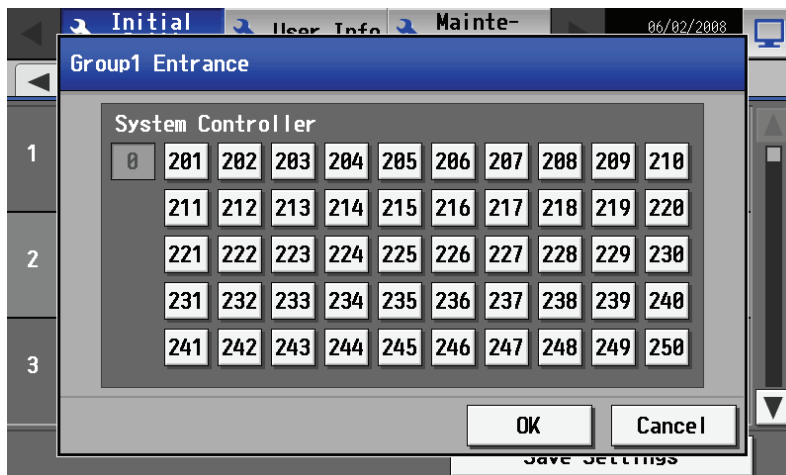 Initial User Info Mainte- 06/02/2008
Group1 Entrance
System Controller
0 201 202 203 204 205 206 207 208 209 210
211 212 213 214 215 216 217 218 219 220
221 222 223 224 225 226 227 228 229 230
231 232 233 234 235 236 237 238 239 240
241 242 243 244 245 246 247 248 249 250
1
2
3
OK Cancel
Save Settings